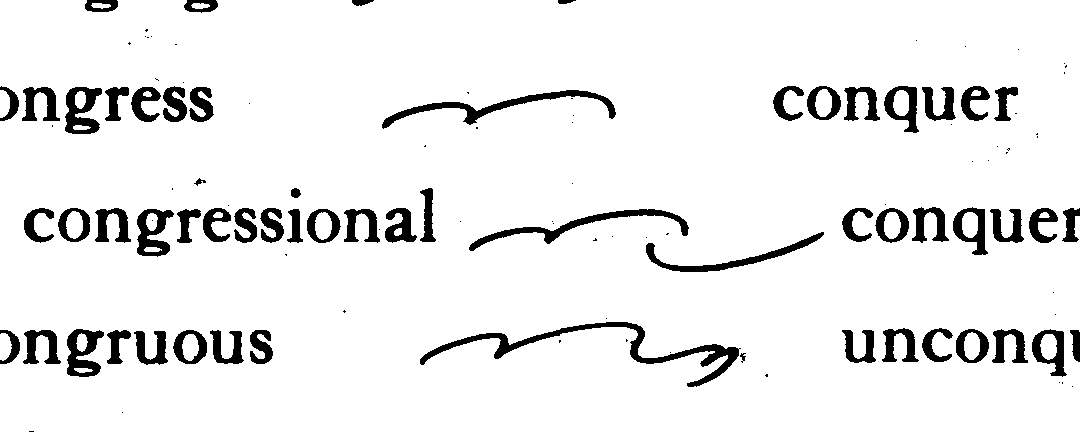 ongress conquer
congressional conquer
ongruous unconqu